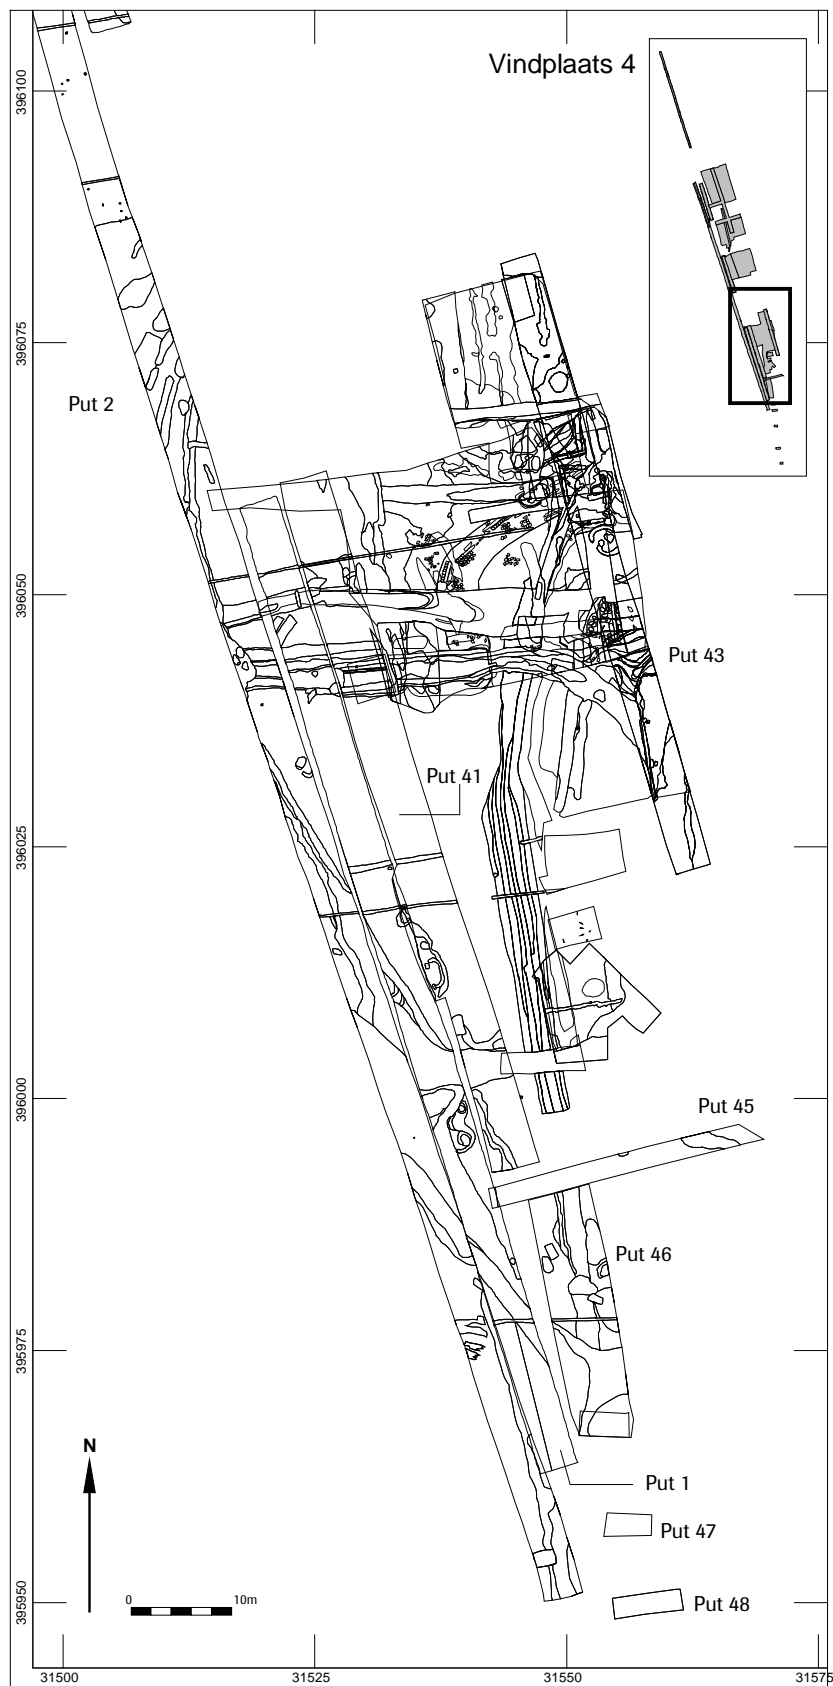 Vindplaats 4
396100
396075
Put 2
396050
Put 43
Put 41
396025
396000
Put 45
Put 46
395975
N
Put 1
Put 47
0 10m
395950
Put 48
31500 31525 31550 31575